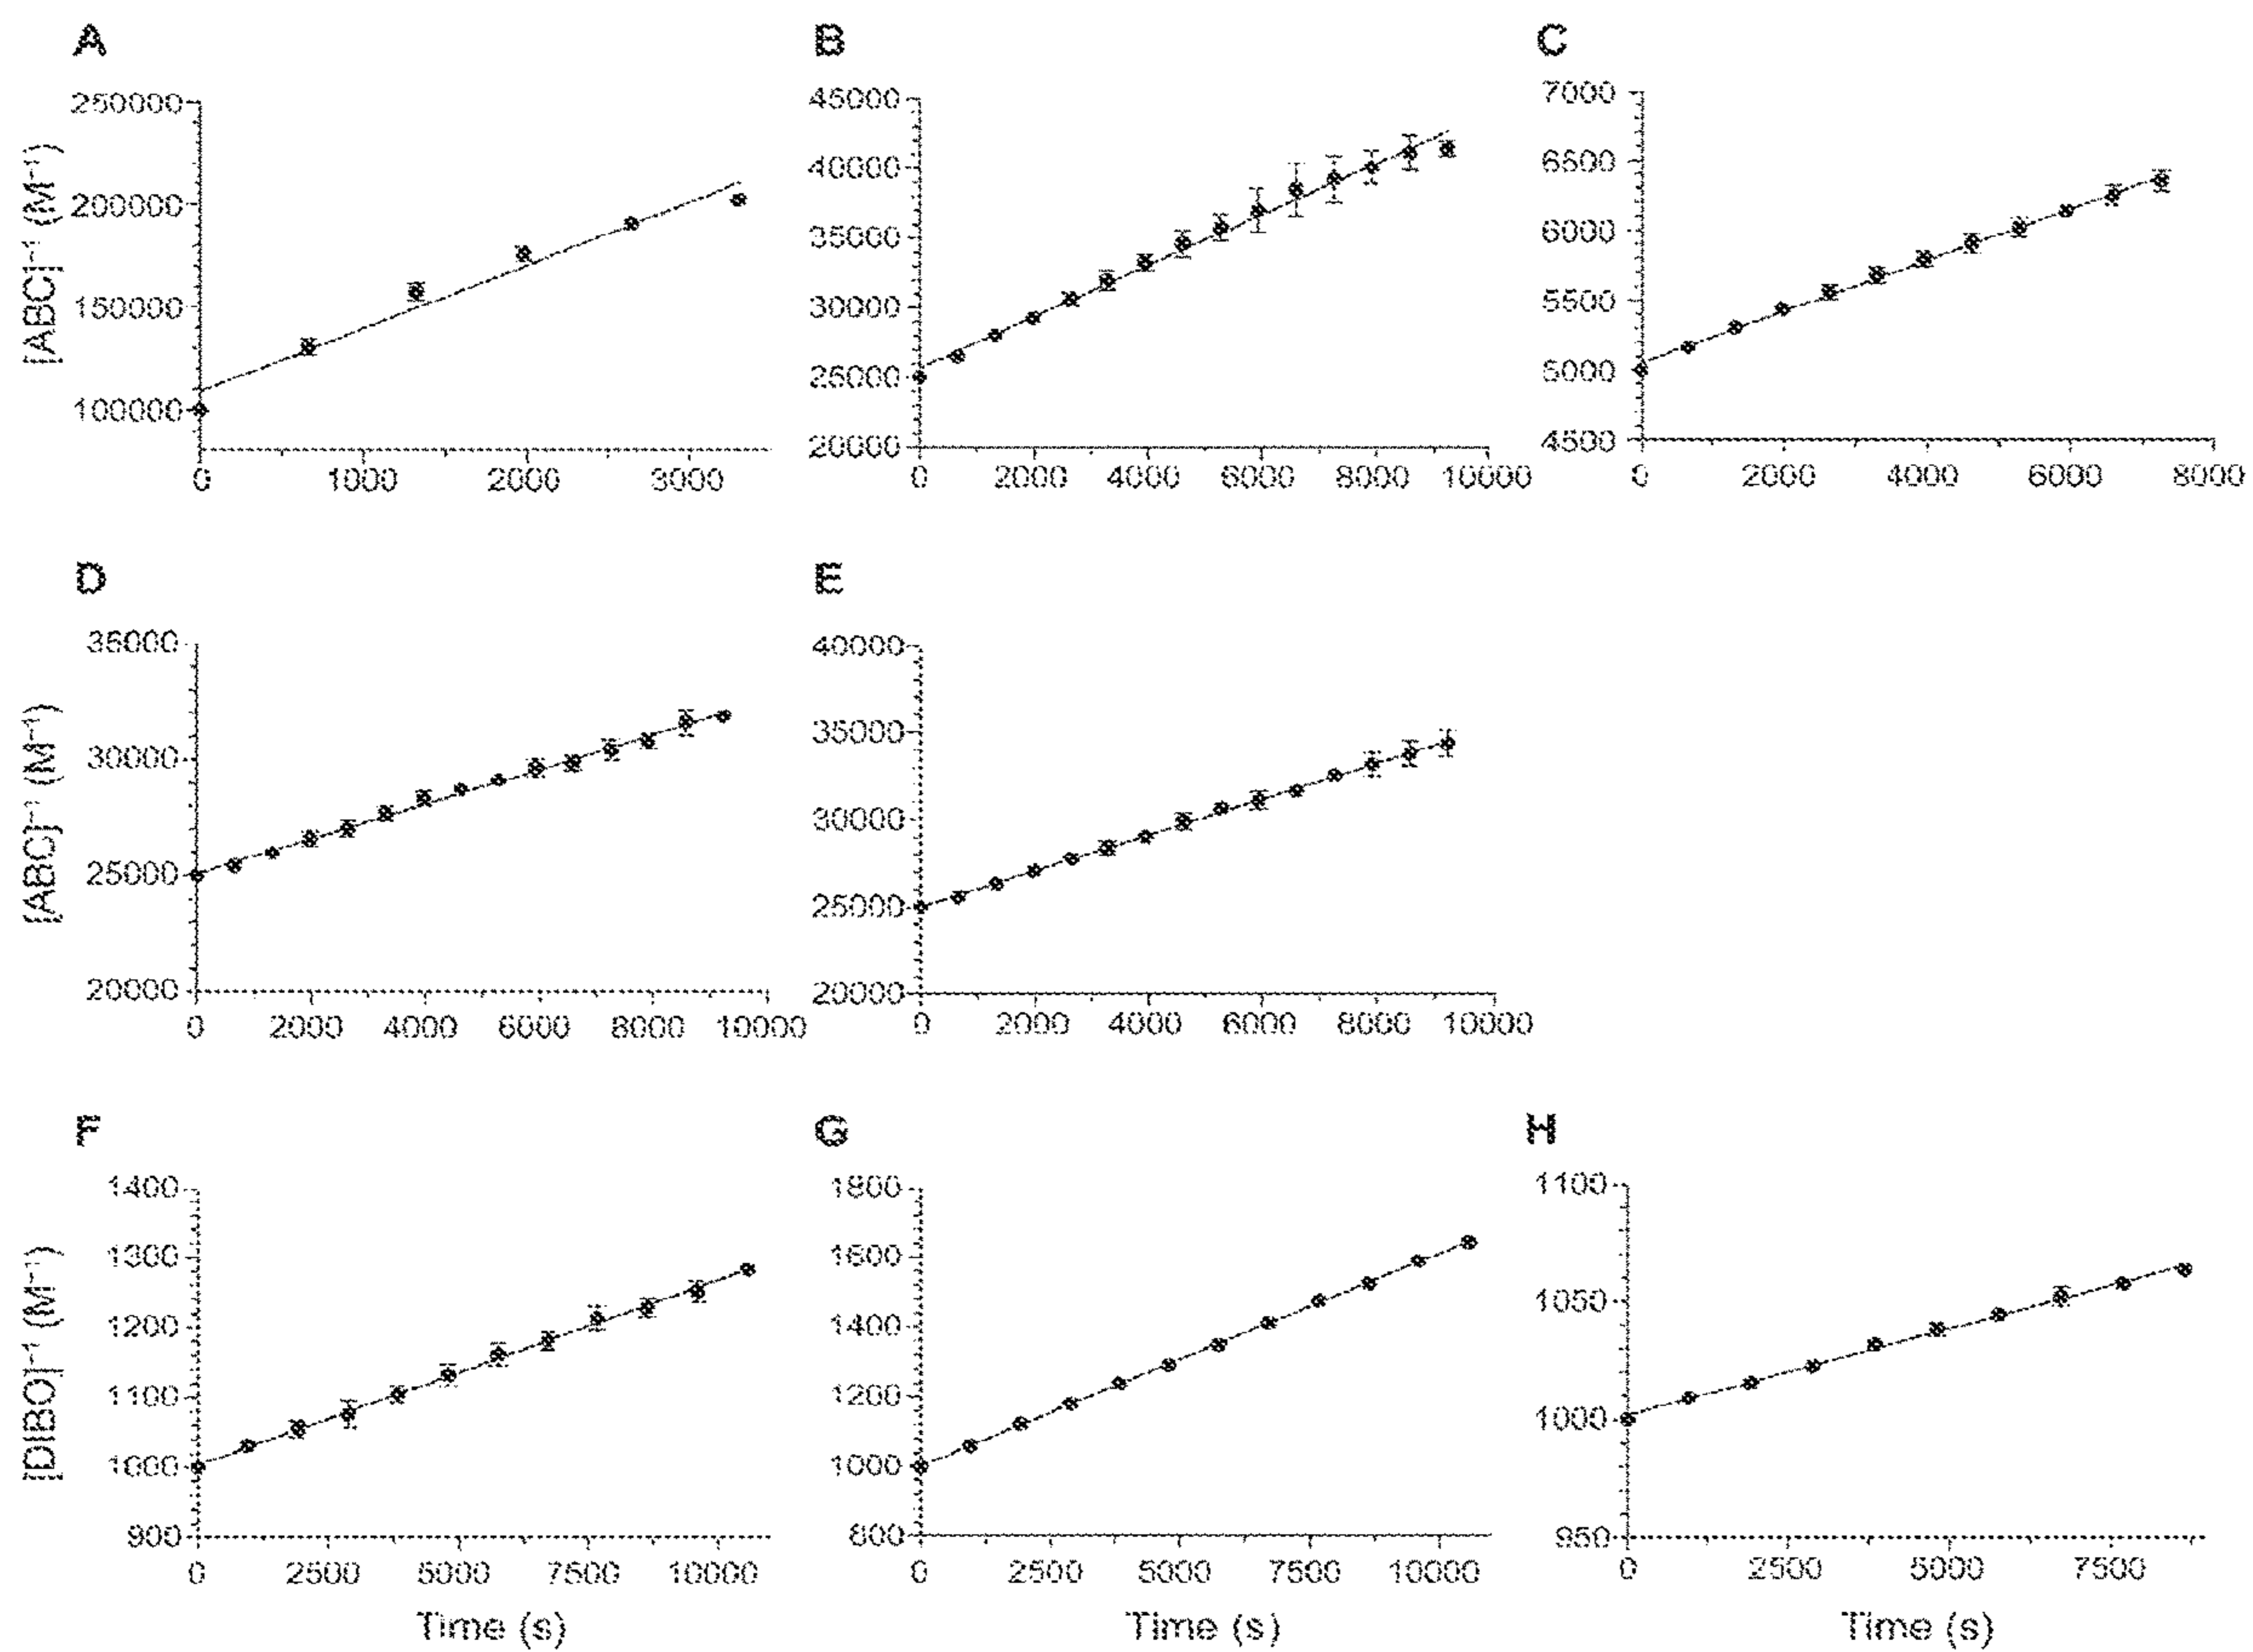 A B C
250000 45000 7000
200000 40000 6500
150000 35000 6000
100000 30000 5500
25000 5000
20000 4500
[ABC]⁻¹ (M⁻¹)
0 1000 2000 3000 0 2000 4000 6000 8000 10000 0 2000 4000 6000 8000
D E
35000 40000
30000 35000
25000 30000
20000 25000
20000
[ABC]⁻¹ (M⁻¹)
0 2000 4000 6000 8000 10000 0 2000 4000 6000 8000 10000
F G H
1400 1800 1100
1300 1600 1050
1200 1400 1000
1100 1200 950
1000 1000
900 800
[DIBO]⁻¹ (M⁻¹)
0 2500 5000 7500 10000 0 2500 5000 7500 10000 0 2500 5000 7500
Time (s) Time (s) Time (s)